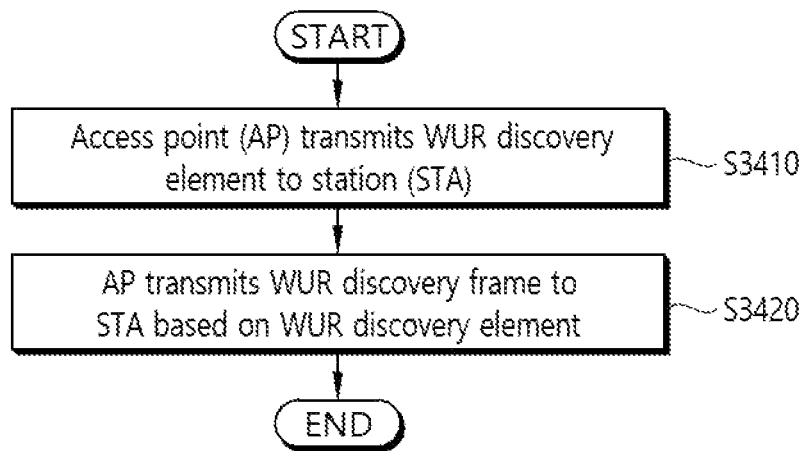 START
Access point (AP) transmits WUR discovery
element to station (STA)
S3410
AP transmits WUR discovery frame to
STA based on WUR discovery element
S3420
END